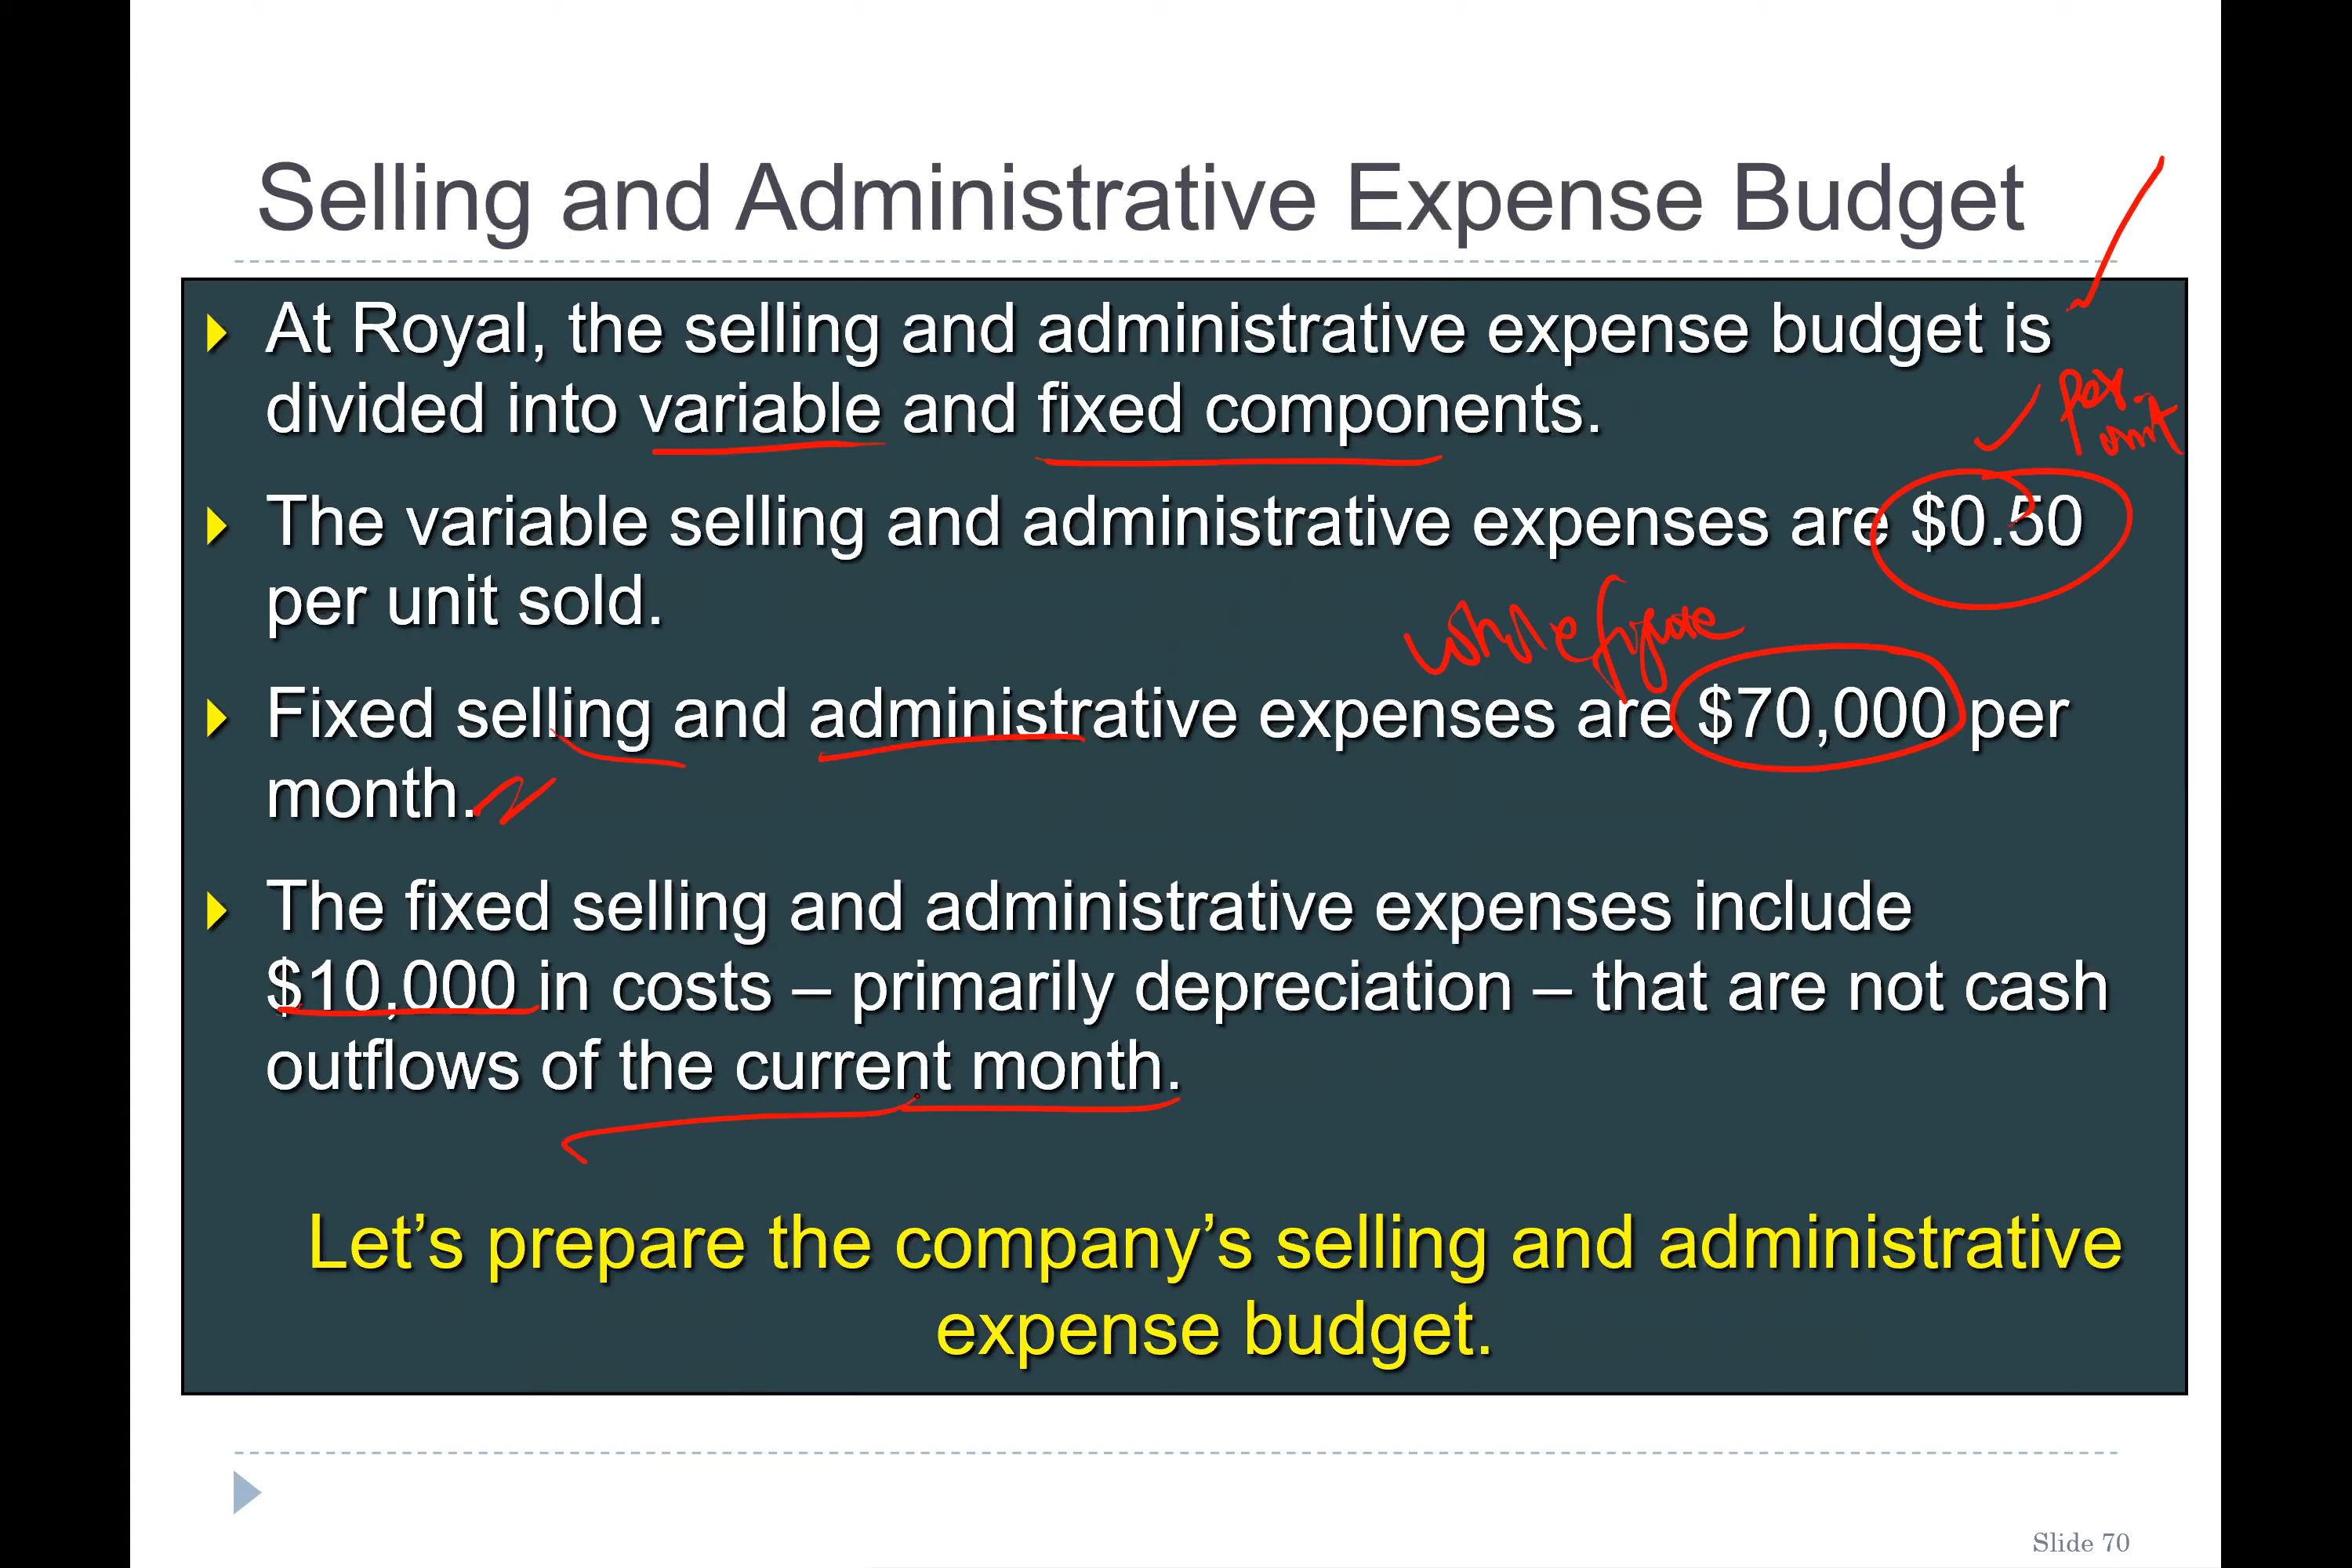 Selling and Administrative Expense Budget
At Royal, the selling and administrative expense budget is
divided into variable and fixed components.
per
unit
The variable selling and administrative expenses are $0.50
per unit sold.
whole figure
Fixed selling and administrative expenses are $70,000 per
month.
The fixed selling and administrative expenses include
$10,000 in costs – primarily depreciation – that are not cash
outflows of the current month.
Let’s prepare the company’s selling and administrative
expense budget.
Slide 70